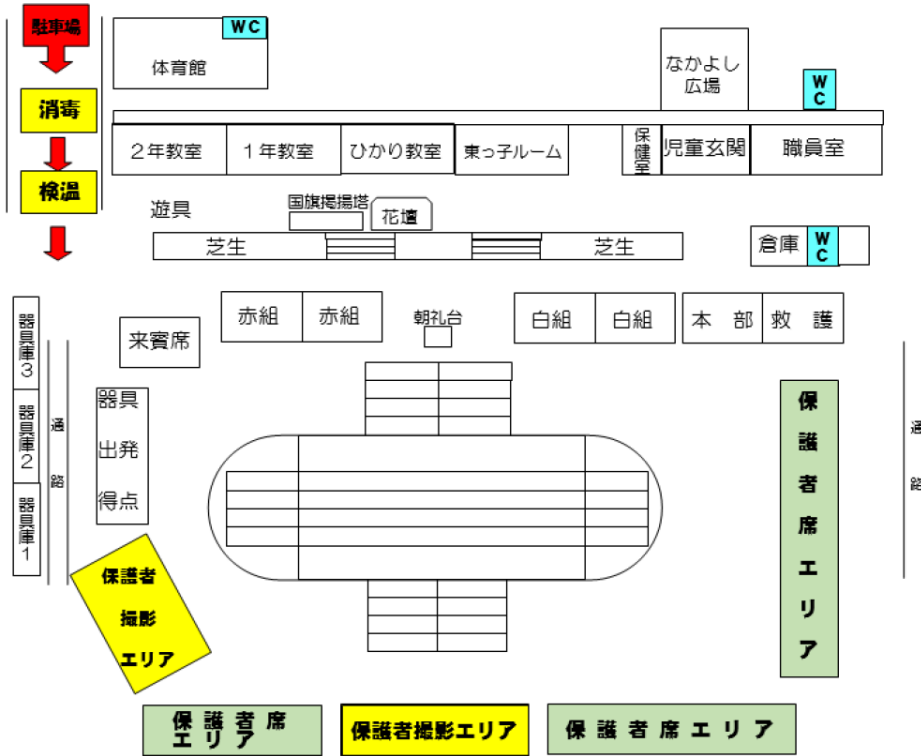 駐車場
消毒
検温
WC
体育館
なかよし
広場
WC
2年教室
1年教室
ひかり教室
東っ子ルーム
保健室
児童玄関
職員室
遊具
国旗掲揚塔
花壇
芝生
芝生
倉庫
WC
器具庫3
器具庫2
器具庫1
通路
来賓席
赤組
赤組
朝礼台
白組
白組
本部
救護
器具
出発
得点
保護者席エリア
通路
保護者
撮影
エリア
保護者席
エリア
保護者撮影エリア
保護者席エリア